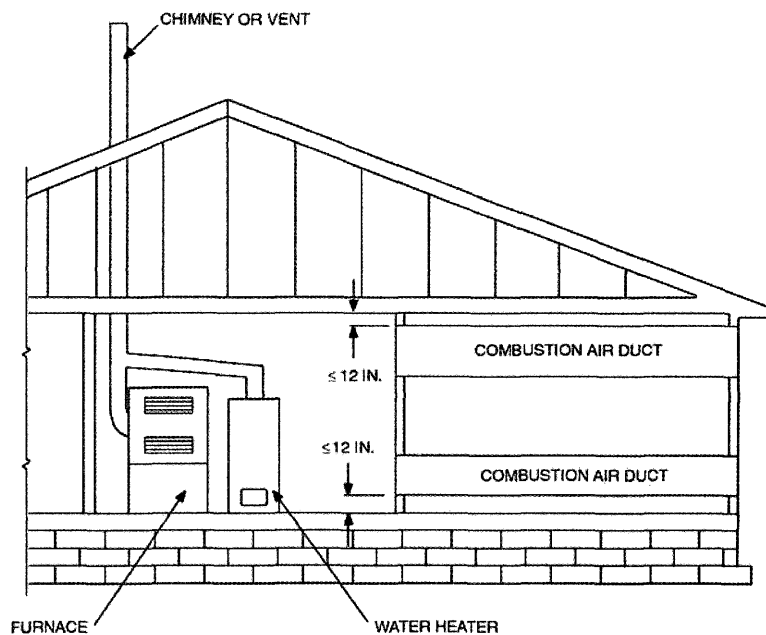 CHIMNEY OR VENT
COMBUSTION AIR DUCT
≤12 IN.
≤12 IN.
COMBUSTION AIR DUCT
FURNACE
WATER HEATER